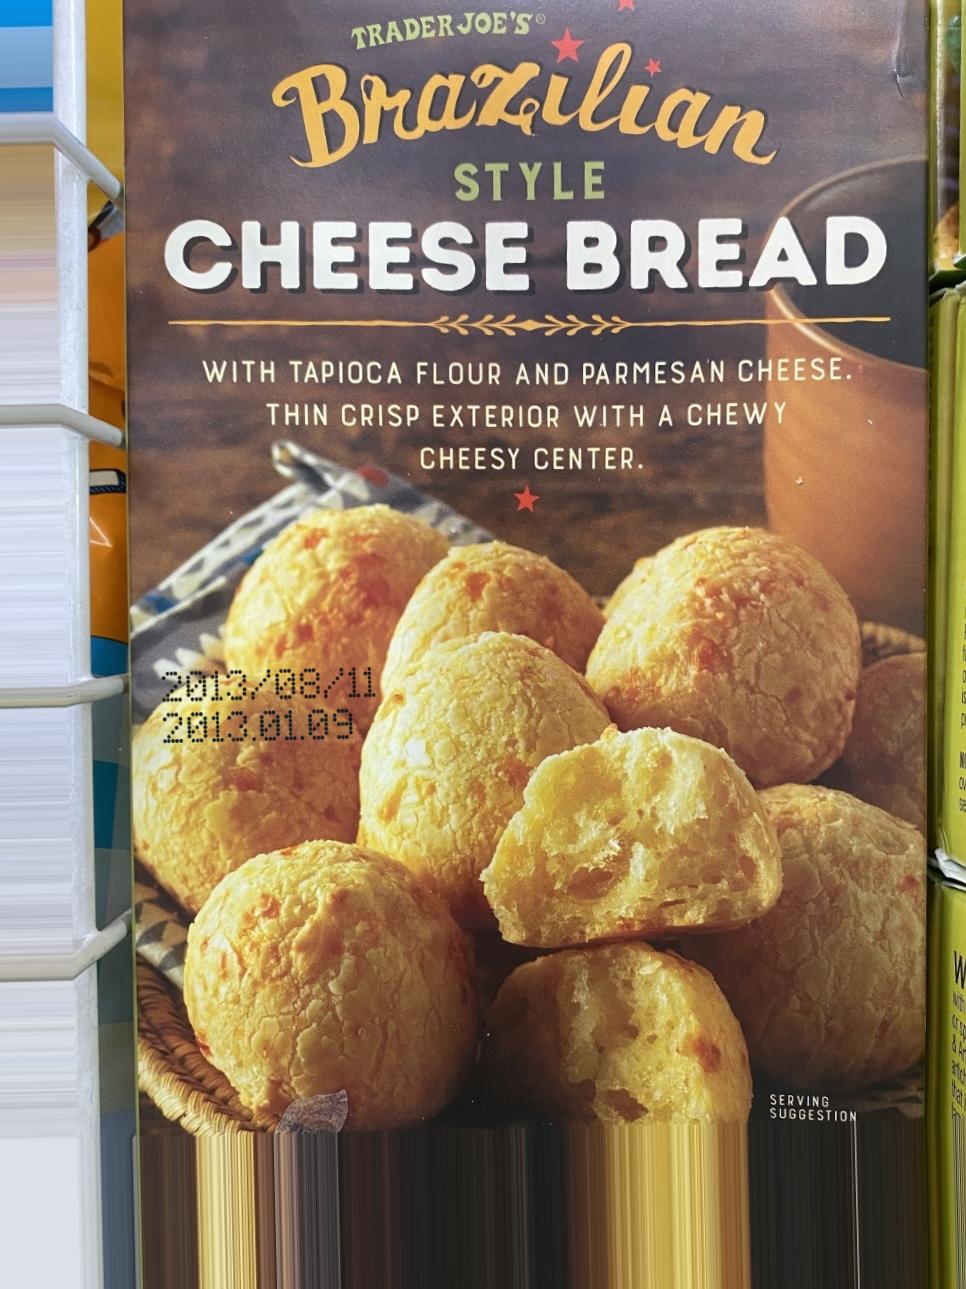 TRADER JOE'S®
Brazilian
STYLE
CHEESE BREAD
WITH TAPIOCA FLOUR AND PARMESAN CHEESE.
THIN CRISP EXTERIOR WITH A CHEWY
CHEESY CENTER.
2013/08/11
2013.01.09
SERVING
SUGGESTION